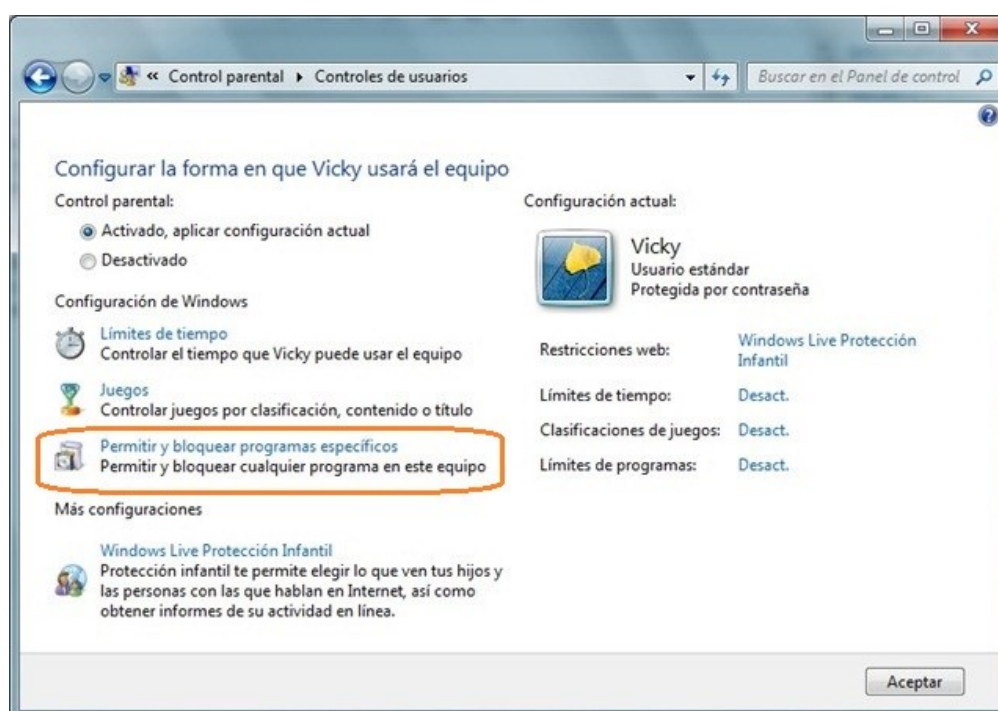 « Control parental ▸ Controles de usuarios
Buscar en el Panel de control
Configurar la forma en que Vicky usará el equipo
Control parental:
Activado, aplicar configuración actual
Desactivado
Configuración de Windows
Límites de tiempo
Controlar el tiempo que Vicky puede usar el equipo
Juegos
Controlar juegos por clasificación, contenido o título
Permitir y bloquear programas específicos
Permitir y bloquear cualquier programa en este equipo
Más configuraciones
Windows Live Protección Infantil
Protección infantil te permite elegir lo que ven tus hijos y
las personas con las que hablan en Internet, así como
obtener informes de su actividad en línea.
Configuración actual:
Vicky
Usuario estándar
Protegida por contraseña
Restricciones web:
Windows Live Protección
Infantil
Límites de tiempo: Desact.
Clasificaciones de juegos: Desact.
Límites de programas: Desact.
Aceptar